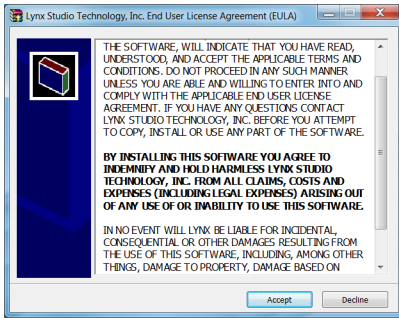 Lynx Studio Technology, Inc. End User License Agreement (EULA)
THE SOFTWARE, WILL INDICATE THAT YOU HAVE READ,
UNDERSTOOD, AND ACCEPT THE APPLICABLE TERMS AND
CONDITIONS. DO NOT PROCEED IN ANY SUCH MANNER
UNLESS YOU ARE ABLE AND WILLING TO ENTER INTO AND
COMPLY WITH THE APPLICABLE END USER LICENSE
AGREEMENT. IF YOU HAVE ANY QUESTIONS CONTACT
LYNX STUDIO TECHNOLOGY, INC. BEFORE YOU ATTEMPT
TO COPY, INSTALL OR USE ANY PART OF THE SOFTWARE.
BY INSTALLING THIS SOFTWARE YOU AGREE TO
INDEMNIFY AND HOLD HARMLESS LYNX STUDIO
TECHNOLOGY, INC. FROM ALL CLAIMS, COSTS AND
EXPENSES (INCLUDING LEGAL EXPENSES) ARISING OUT
OF ANY USE OF OR INABILITY TO USE THIS SOFTWARE.
IN NO EVENT WILL LYNX BE LIABLE FOR INCIDENTAL,
CONSEQUENTIAL OR OTHER DAMAGES RESULTING FROM
THE USE OF THIS SOFTWARE, INCLUDING, AMONG OTHER
THINGS, DAMAGE TO PROPERTY, DAMAGE BASED ON
Accept Decline